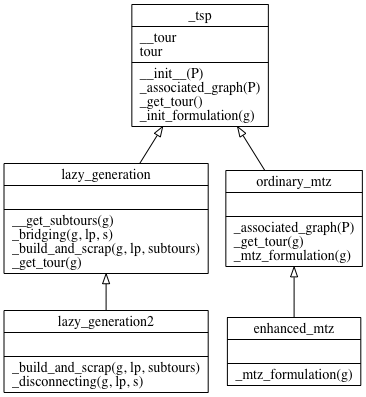 _tsp
__tour
tour
__init__(P)
_associated_graph(P)
_get_tour()
_init_formulation(g)
lazy_generation
__get_subtours(g)
_bridging(g, lp, s)
_build_and_scrap(g, lp, subtours)
_get_tour(g)
ordinary_mtz
_associated_graph(P)
_get_tour(g)
_mtz_formulation(g)
lazy_generation2
_build_and_scrap(g, lp, subtours)
_disconnecting(g, lp, s)
enhanced_mtz
_mtz_formulation(g)